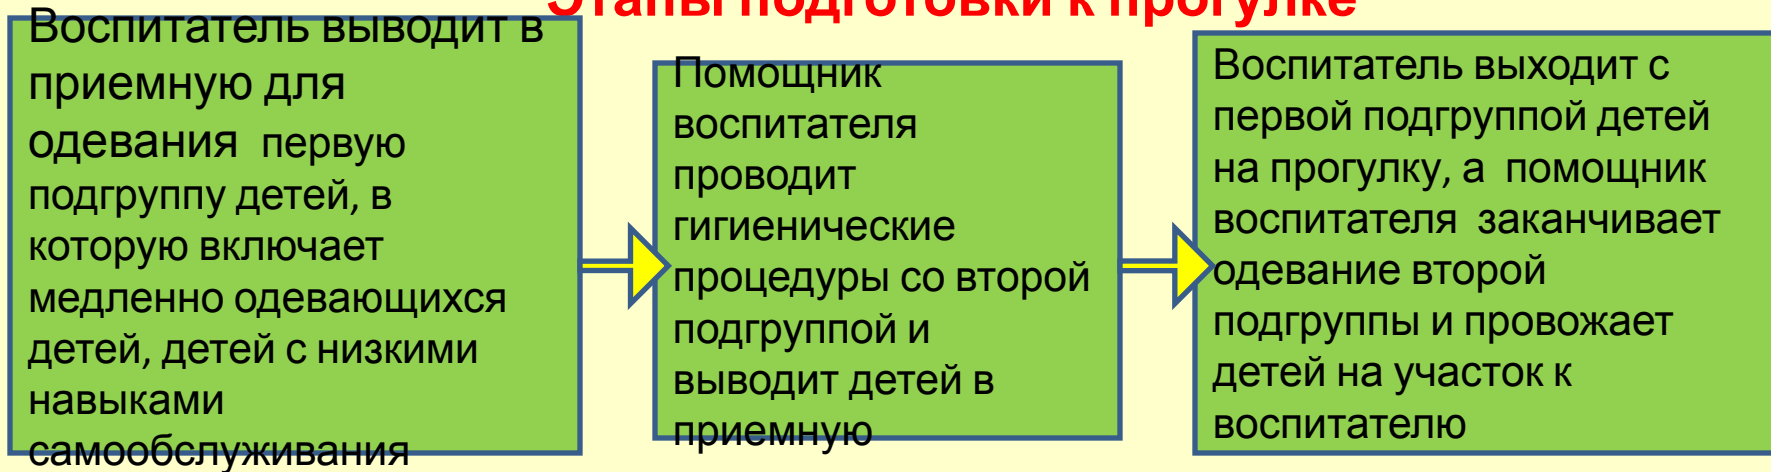 Этапы подготовки к прогулке
Воспитатель выводит в
приемную для
одевания первую
подгруппу детей, в
которую включает
медленно одевающихся
детей, детей с низкими
навыками
самообслуживания
Помощник
воспитателя
проводит
гигиенические
процедуры со второй
подгруппой и
выводит детей в
приемную
Воспитатель выходит с
первой подгруппой детей
на прогулку, а помощник
воспитателя заканчивает
одевание второй
подгруппы и провожает
детей на участок к
воспитателю